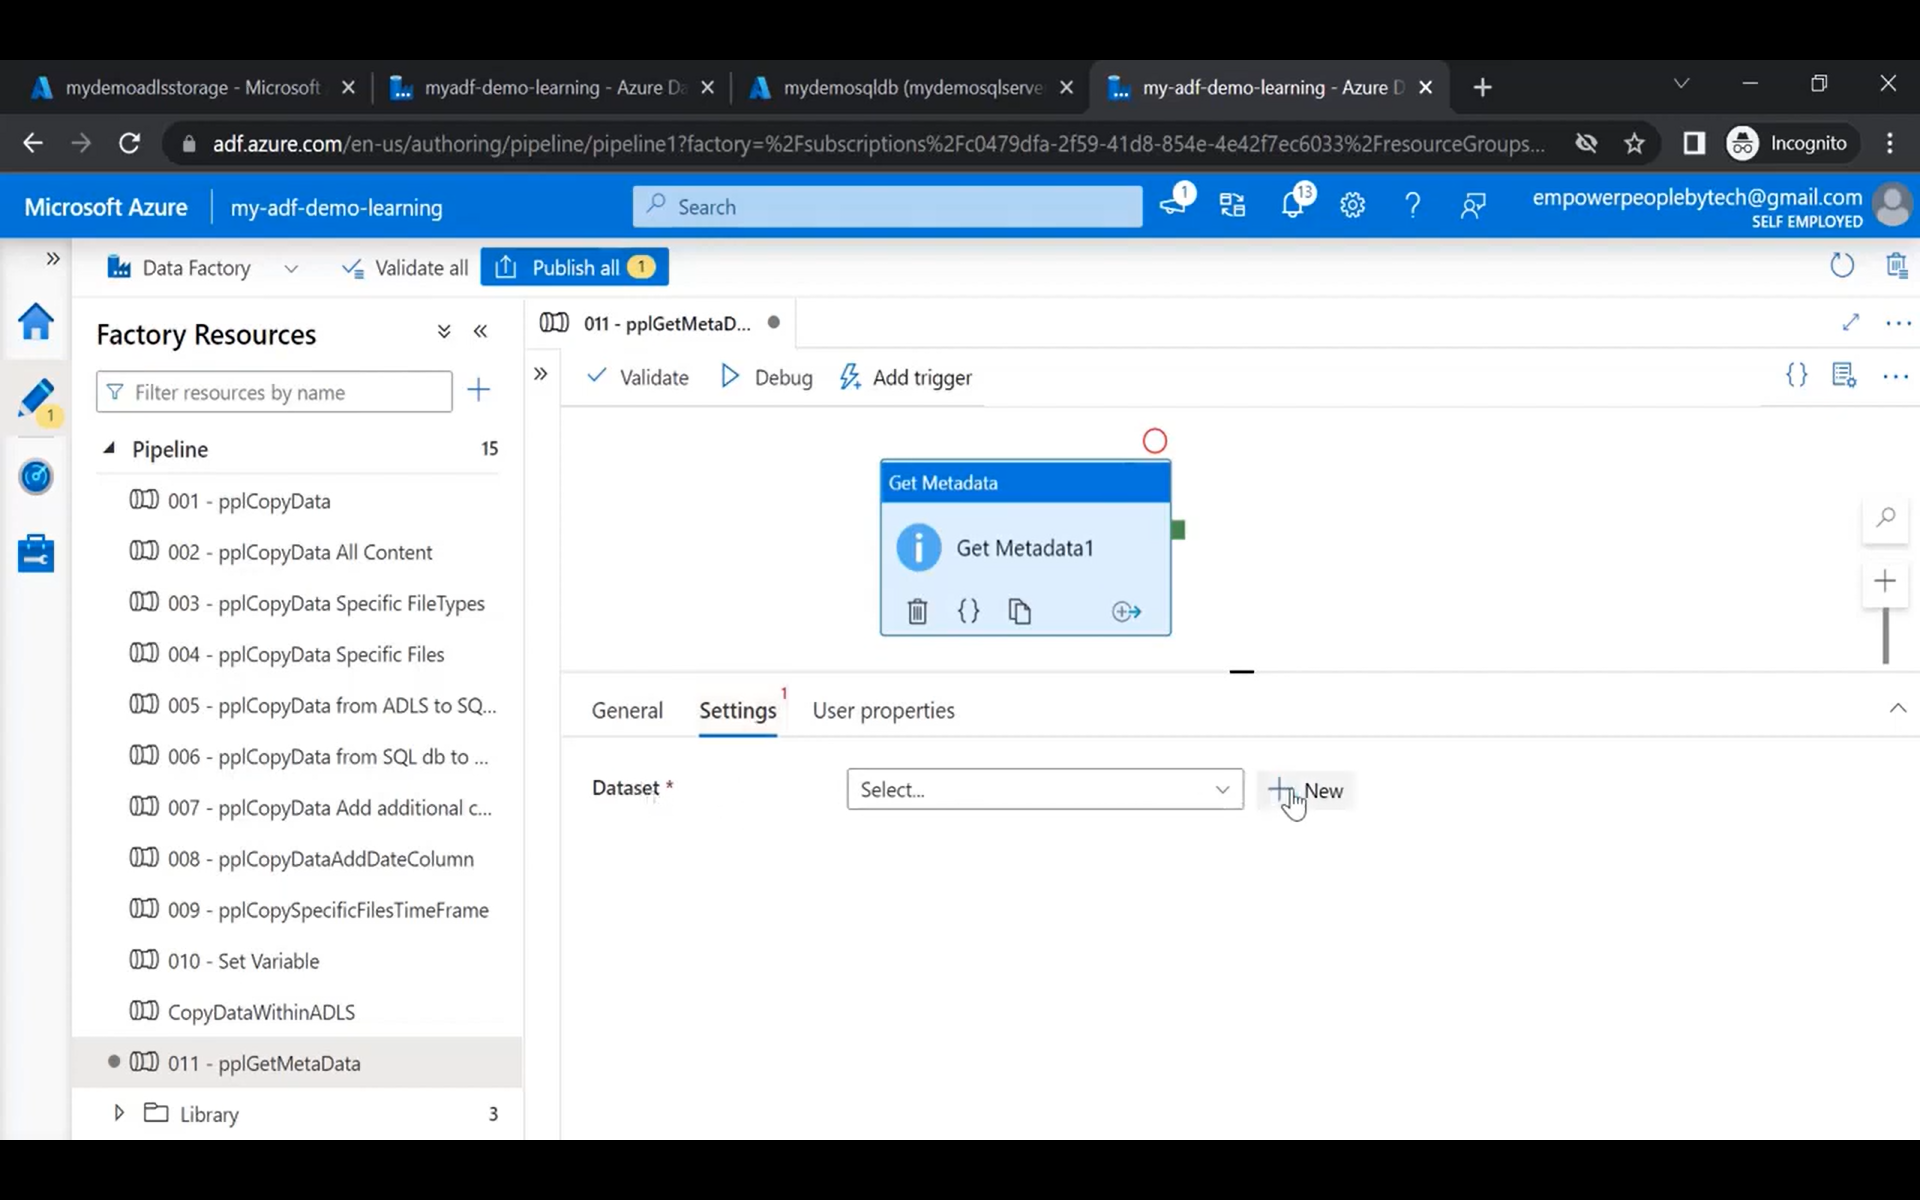 mydemoadlsstorage - Microsoft
myadf-demo-learning - Azure Da
mydemosqldb (mydemosqlserve
my-adf-demo-learning - Azure D
adf.azure.com/en-us/authoring/pipeline/pipeline1?factory=%2Fsubscriptions%2Fc0479dfa-2f59-41d8-854e-4e42f7ec6033%2FresourceGroups...
Incognito
Microsoft Azure
my-adf-demo-learning
Search
1
13
empowerpeoplebytech@gmail.com
SELF EMPLOYED
Data Factory
Validate all
Publish all 1
Factory Resources
011 - pplGetMetaD...
Filter resources by name
Validate
Debug
Add trigger
1
Pipeline 15
001 - pplCopyData
002 - pplCopyData All Content
003 - pplCopyData Specific FileTypes
004 - pplCopyData Specific Files
005 - pplCopyData from ADLS to SQ...
006 - pplCopyData from SQL db to ...
007 - pplCopyData Add additional c...
008 - pplCopyDataAddDateColumn
009 - pplCopySpecificFilesTimeFrame
010 - Set Variable
CopyDataWithinADLS
011 - pplGetMetaData
Library 3
Get Metadata
Get Metadata1
General
Settings 1
User properties
Dataset *
Select...
New